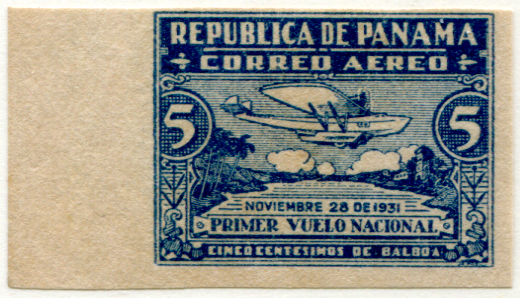 REPUBLICA DE PANAMA
CORREO AEREO
5 5
NOVIEMBRE 28 DE 1931
PRIMER VUELO NACIONAL
CINCO CENTESIMOS DE BALBOA